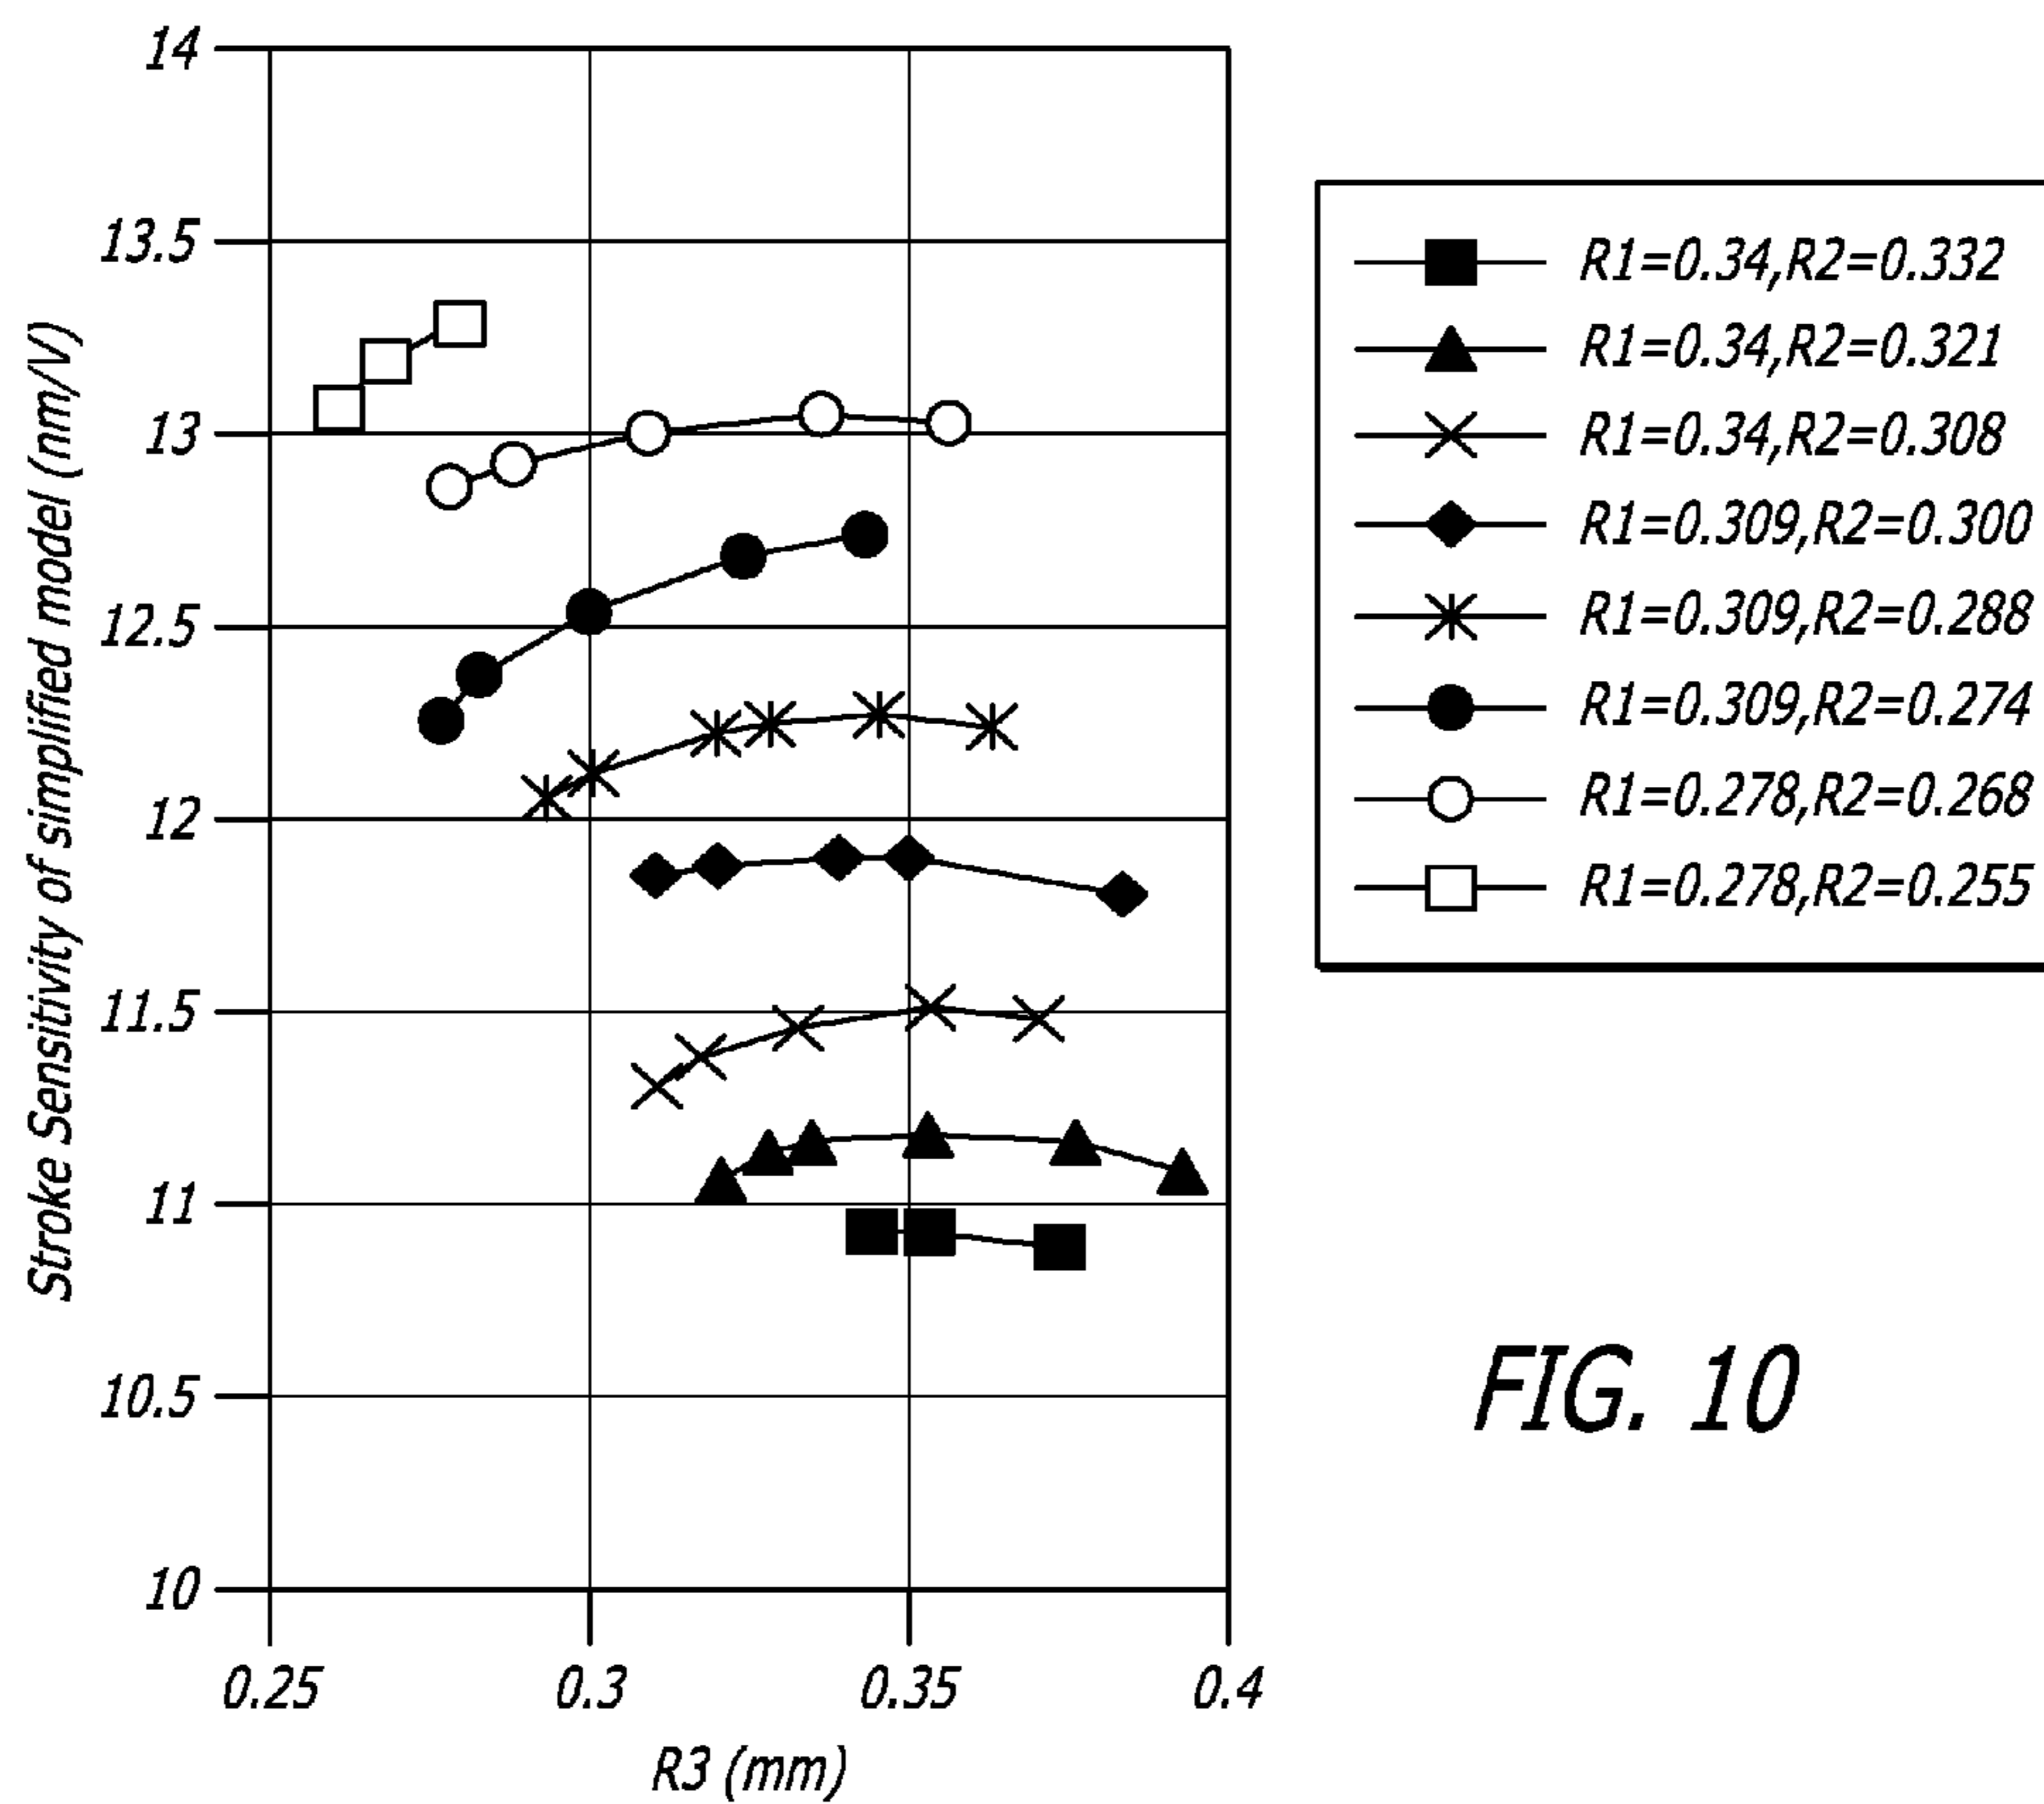 Stroke Sensitivity of simplified model (nm/V)
14
13.5
13
12.5
12
11.5
11
10.5
10
0.25
0.3
0.35
0.4
R3 (mm)
R1=0.34,R2=0.332
R1=0.34,R2=0.321
R1=0.34,R2=0.308
R1=0.309,R2=0.300
R1=0.309,R2=0.288
R1=0.309,R2=0.274
R1=0.278,R2=0.268
R1=0.278,R2=0.255
FIG. 10